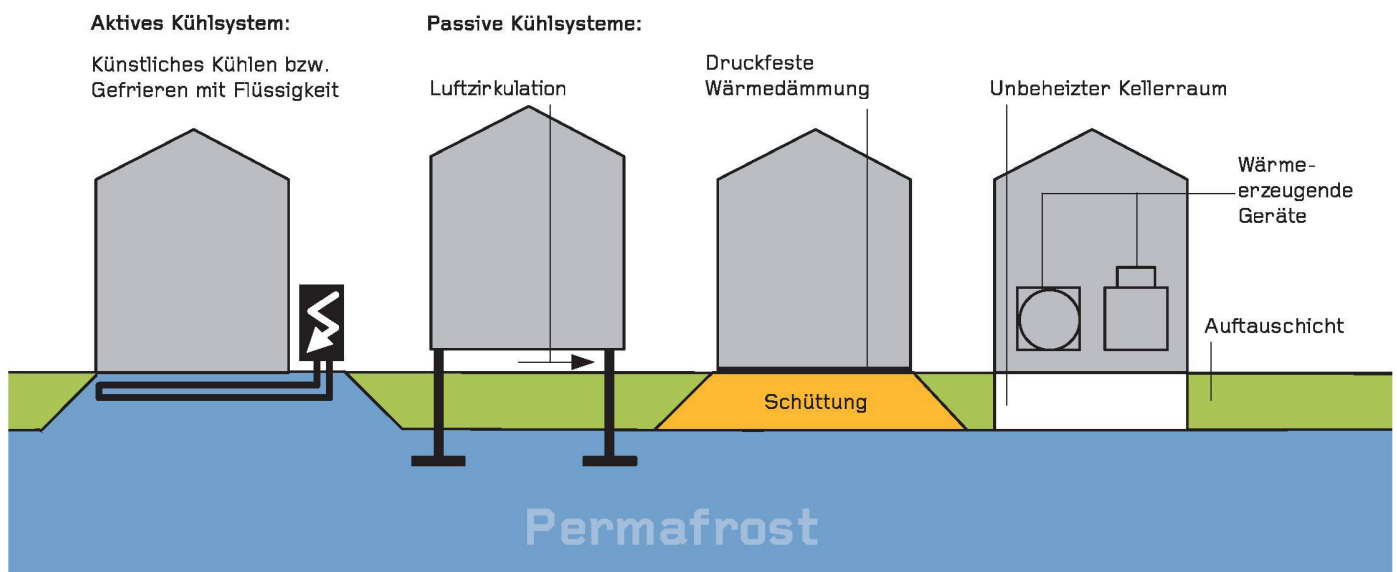 Aktives Kühlsystem:
Künstliches Kühlen bzw.
Gefrieren mit Flüssigkeit
Passive Kühlsysteme:
Luftzirkulation
Druckfeste
Wärmedämmung
Unbeheizter Kellerraum
Wärme-
erzeugende
Geräte
Auftauschicht
Schüttung
Permafrost